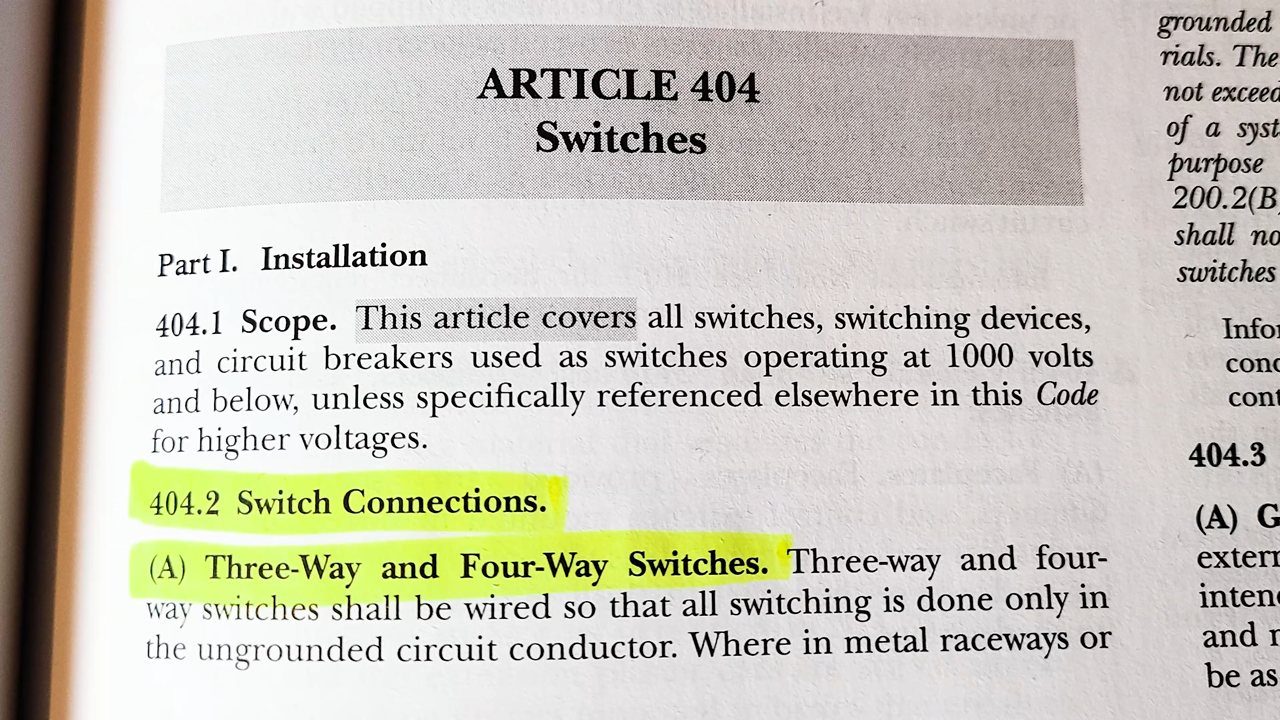 ARTICLE 404
Switches
Part I. Installation
404.1 Scope. This article covers all switches, switching devices,
and circuit breakers used as switches operating at 1000 volts
and below, unless specifically referenced elsewhere in this Code
for higher voltages.
404.2 Switch Connections.
(A) Three-Way and Four-Way Switches. Three-way and four-
way switches shall be wired so that all switching is done only in
the ungrounded circuit conductor. Where in metal raceways or
grounded
rials. The
not exceed
of a syst
purpose
200.2(B
shall no
switches
Infor
conc
cont
404.3
(A) G
extern
inten
and
be as